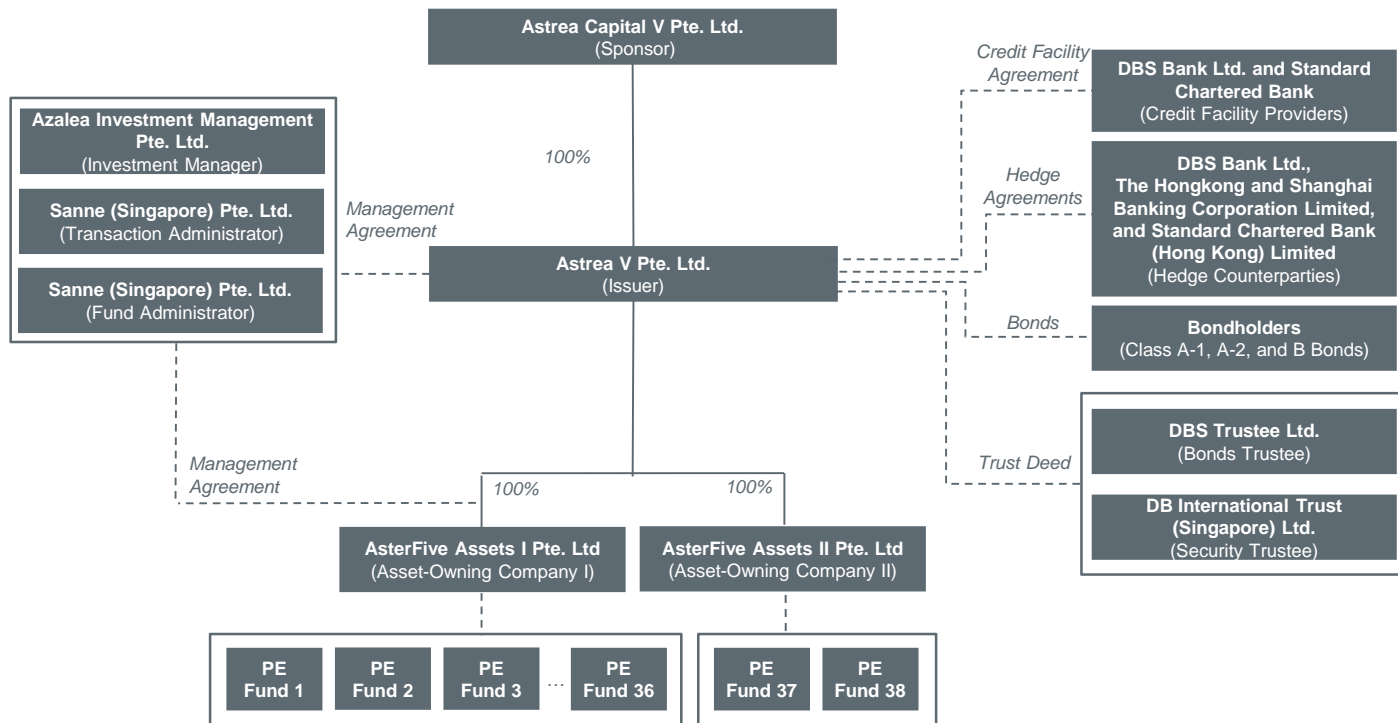 Astrea Capital V Pte. Ltd.
(Sponsor)
Credit Facility
Agreement
DBS Bank Ltd. and Standard
Chartered Bank
(Credit Facility Providers)
Azalea Investment Management
Pte. Ltd.
(Investment Manager)
100%
Hedge
Agreements
DBS Bank Ltd.,
The Hongkong and Shanghai
Banking Corporation Limited,
and Standard Chartered Bank
(Hong Kong) Limited
(Hedge Counterparties)
Sanne (Singapore) Pte. Ltd.
(Transaction Administrator)
Management
Agreement
Sanne (Singapore) Pte. Ltd.
(Fund Administrator)
Astrea V Pte. Ltd.
(Issuer)
Bonds
Bondholders
(Class A-1, A-2, and B Bonds)
Trust Deed
DBS Trustee Ltd.
(Bonds Trustee)
DB International Trust
(Singapore) Ltd.
(Security Trustee)
Management
Agreement
100%
100%
AsterFive Assets I Pte. Ltd
(Asset-Owning Company I)
AsterFive Assets II Pte. Ltd
(Asset-Owning Company II)
PE
Fund 1
PE
Fund 2
PE
Fund 3
...
PE
Fund 36
PE
Fund 37
PE
Fund 38